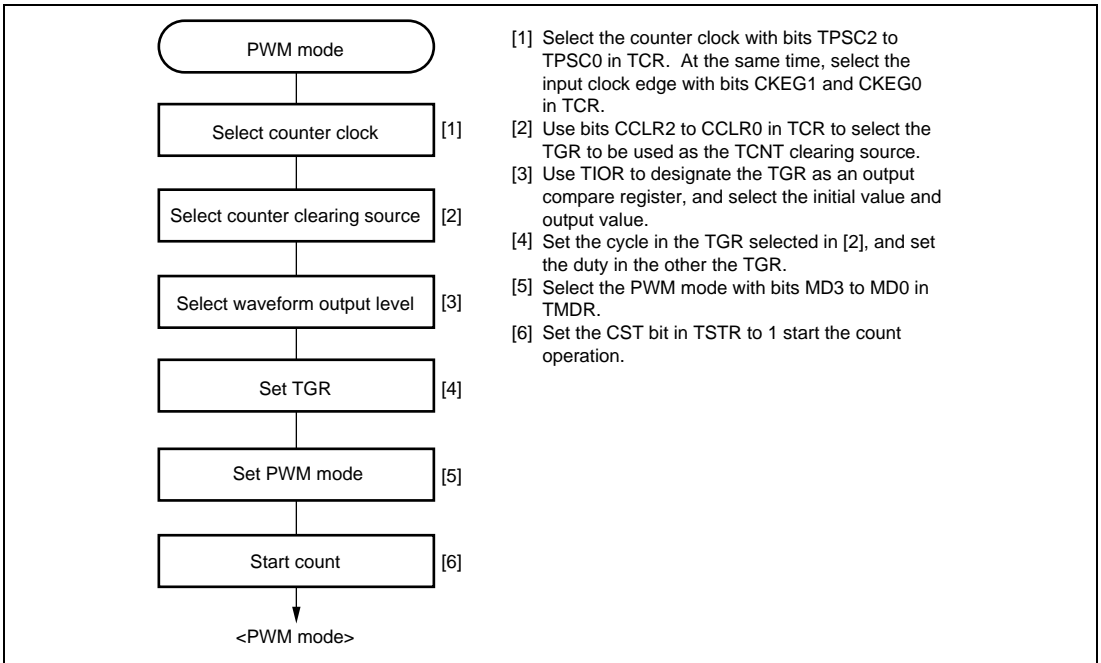 PWM mode
Select counter clock
[1]
Select counter clearing source
[2]
Select waveform output level
[3]
Set TGR
[4]
Set PWM mode
[5]
Start count
[6]
<PWM mode>
[1] Select the counter clock with bits TPSC2 to
TPSC0 in TCR. At the same time, select the
input clock edge with bits CKEG1 and CKEG0
in TCR.
[2] Use bits CCLR2 to CCLR0 in TCR to select the
TGR to be used as the TCNT clearing source.
[3] Use TIOR to designate the TGR as an output
compare register, and select the initial value and
output value.
[4] Set the cycle in the TGR selected in [2], and set
the duty in the other the TGR.
[5] Select the PWM mode with bits MD3 to MD0 in
TMDR.
[6] Set the CST bit in TSTR to 1 start the count
operation.